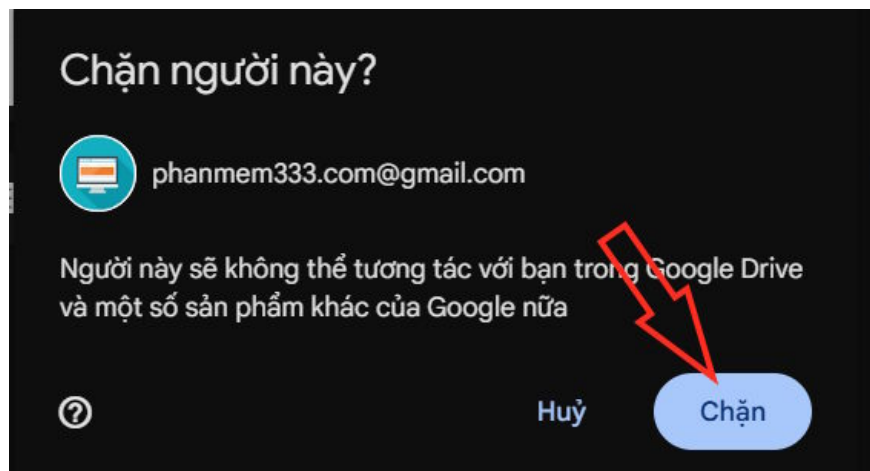 Chặn người này?
phanmem333.com@gmail.com
Người này sẽ không thể tương tác với bạn trong Google Drive
và một số sản phẩm khác của Google nữa
Huỷ
Chặn